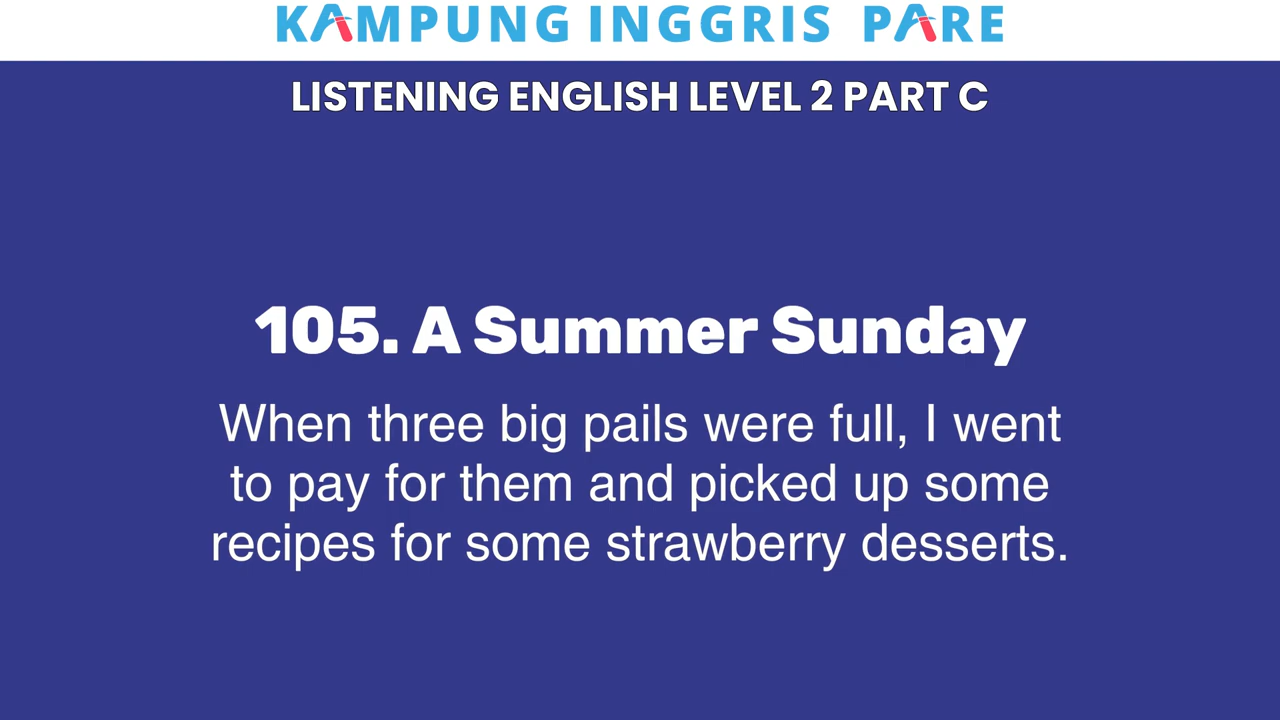 KAMPUNG INGGRIS PARE
LISTENING ENGLISH LEVEL 2 PART C
105. A Summer Sunday
When three big pails were full, I went
to pay for them and picked up some
recipes for some strawberry desserts.